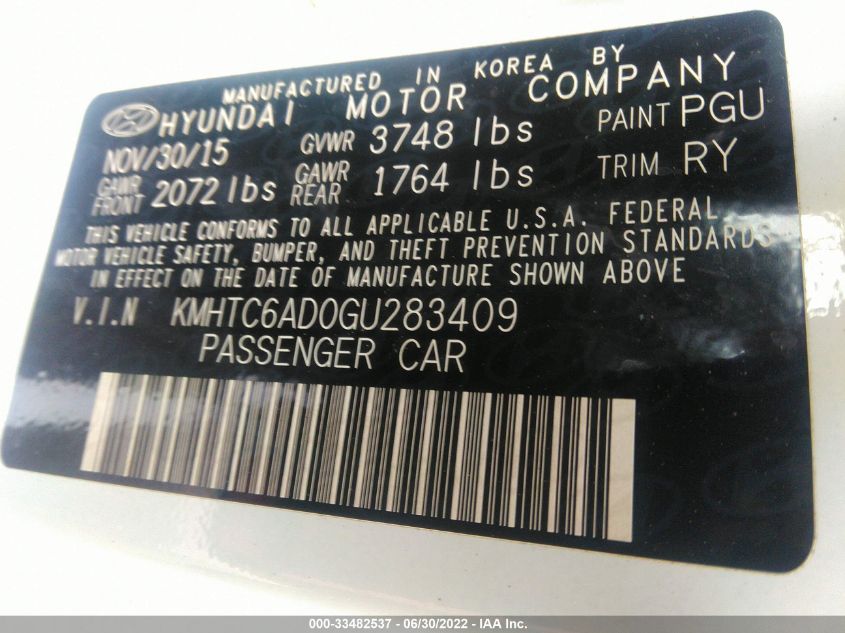 MANUFACTURED IN KOREA BY
HYUNDAI MOTOR COMPANY
NOV/30/15 GVWR 3748 lbs PAINT PGU
GAWR FRONT 2072 lbs GAWR REAR 1764 lbs TRIM RY
THIS VEHICLE CONFORMS TO ALL APPLICABLE U.S.A. FEDERAL
MOTOR VEHICLE SAFETY, BUMPER, AND THEFT PREVENTION STANDARDS
IN EFFECT ON THE DATE OF MANUFACTURE SHOWN ABOVE
V.I.N KMHTC6AD0GU283409
PASSENGER CAR
000-33482537 - 06/30/2022 - IAA Inc.